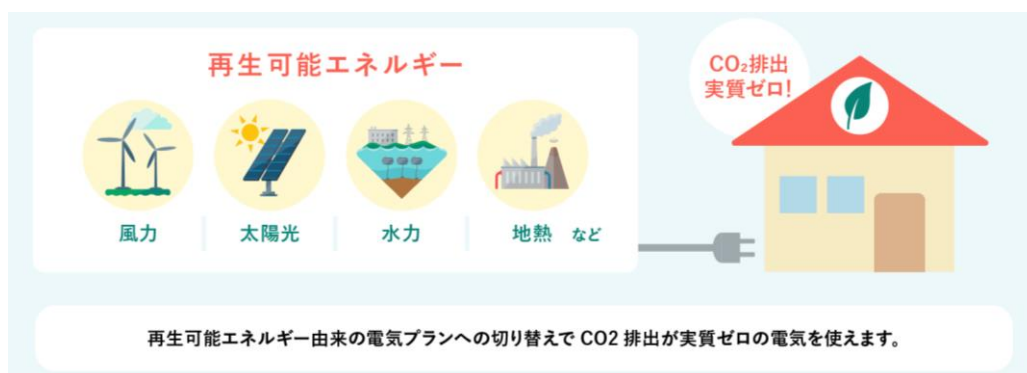 再生可能エネルギー
CO₂排出
実質ゼロ!
風力
太陽光
水力
地熱 など
再生可能エネルギー由来の電気プランへの切り替えで CO2 排出が実質ゼロの電気を使えます。